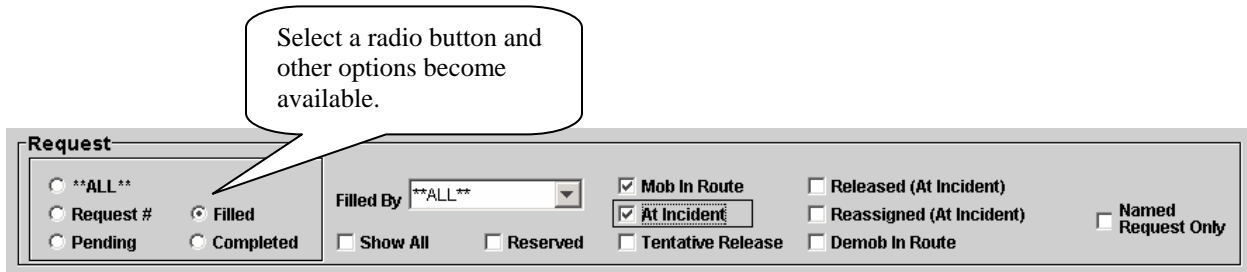 Select a radio button and
other options become
available.
Request
**ALL**
Request # Filled
Pending Completed
Filled By **ALL**
Show All Reserved
Mob In Route
At Incident
Tentative Release
Released (At Incident)
Reassigned (At Incident)
Demob In Route
Named
Request Only